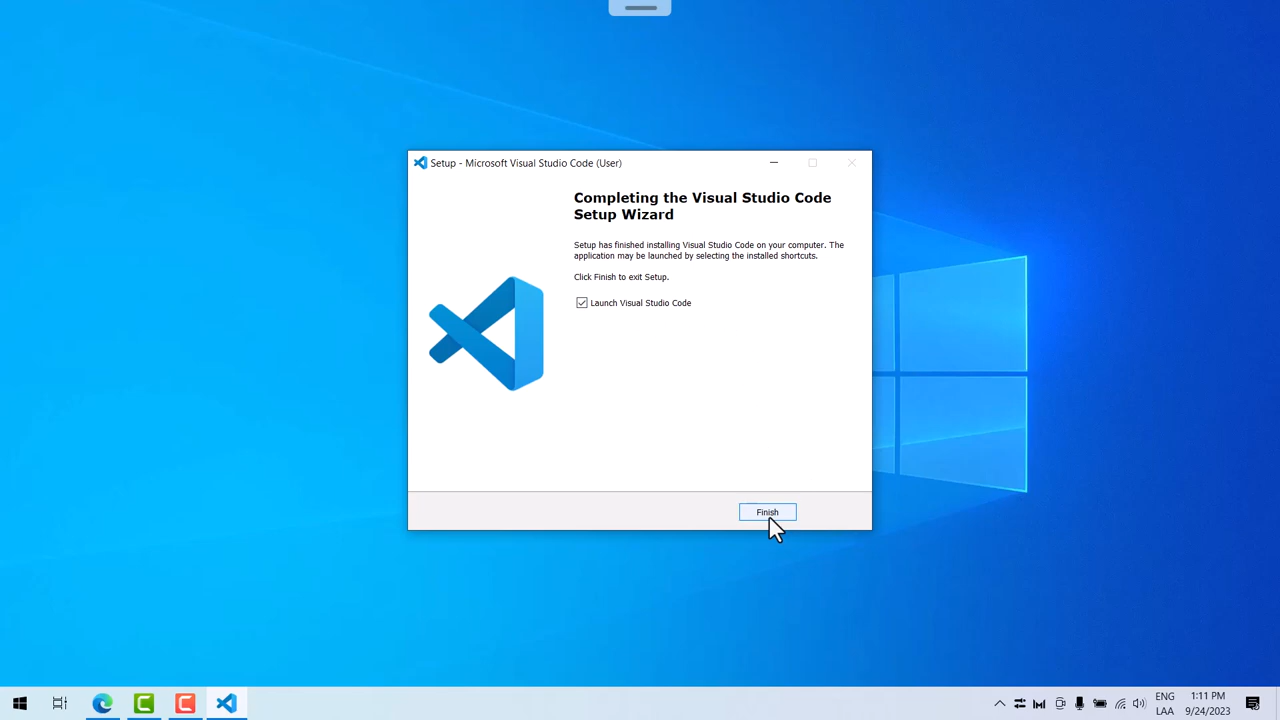 Setup - Microsoft Visual Studio Code (User)
Completing the Visual Studio Code
Setup Wizard
Setup has finished installing Visual Studio Code on your computer. The
application may be launched by selecting the installed shortcuts.
Click Finish to exit Setup.
Launch Visual Studio Code
Finish
ENG
LAA
1:11 PM
9/24/2023